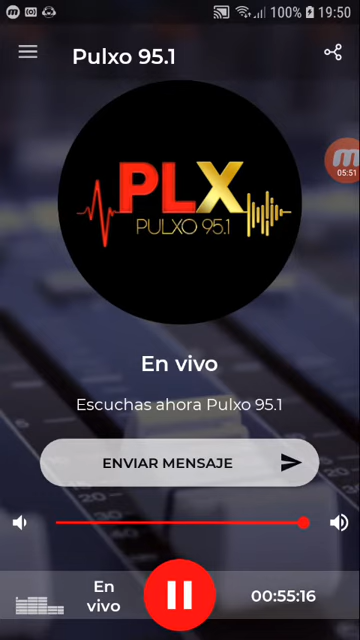 100% 19:50
Pulxo 95.1
05:51
PLX
PULXO 95.1
En vivo
Escuchas ahora Pulxo 95.1
ENVIAR MENSAJE
En
vivo
00:55:16